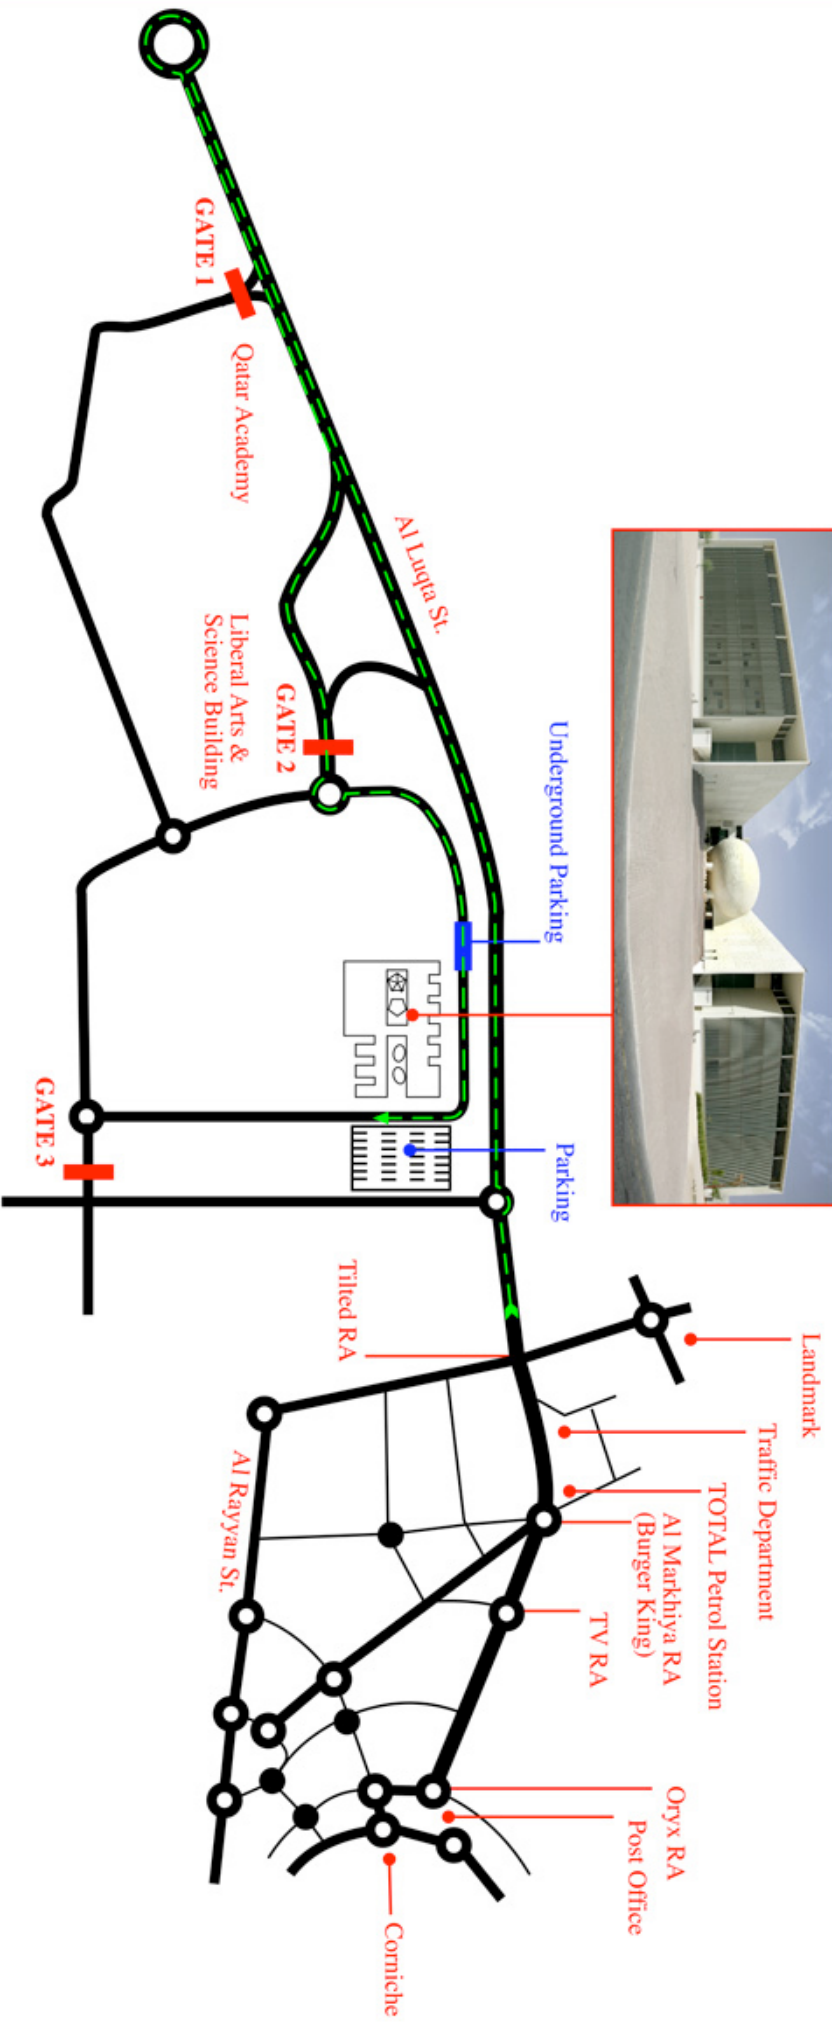 GATE 1
Qatar Academy
Al Luqta St.
Liberal Arts &
Science Building
GATE 2
Underground Parking
GATE 3
Parking
Tilted RA
Landmark
Traffic Department
TOTAL Petrol Station
Al Markhiya RA
(Burger King)
TV RA
Al Rayyan St.
Oryx RA
Post Office
Corniche